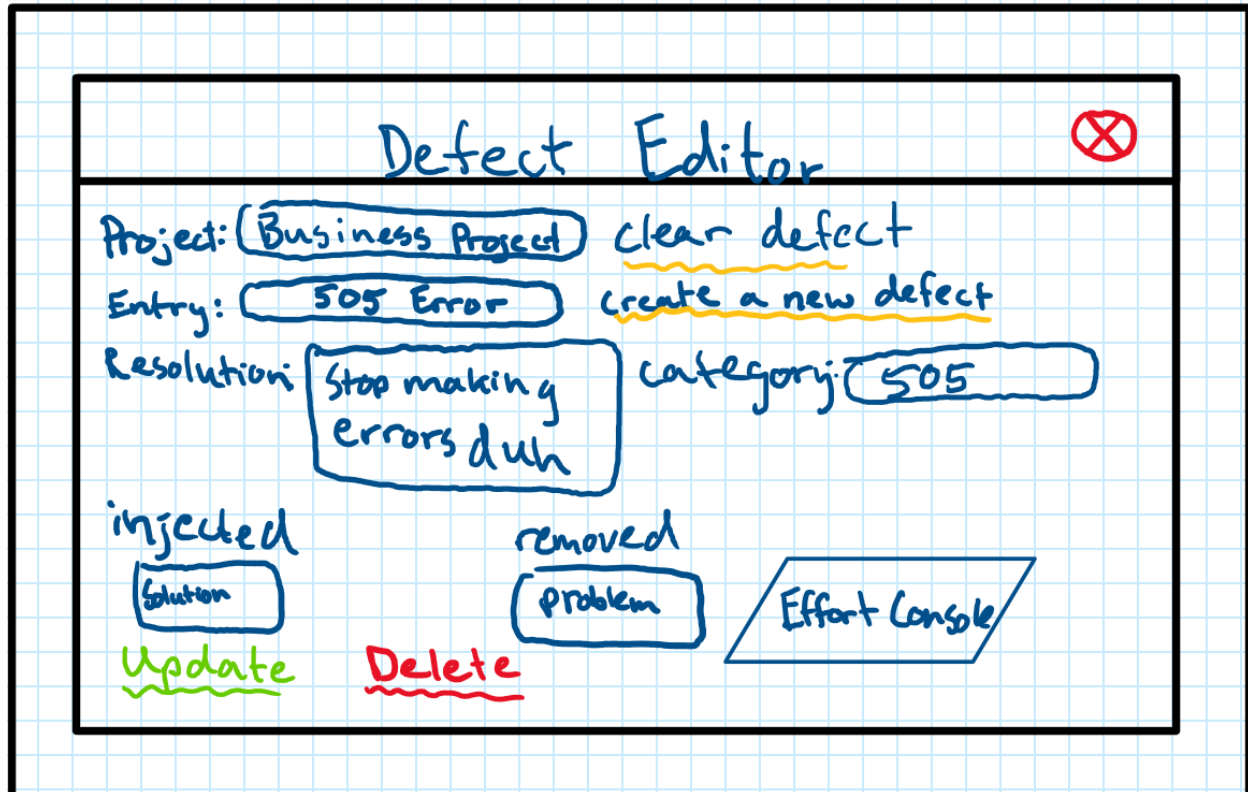 Defect Editor
Project: Business Project clear defect
Entry: 505 Error create a new defect
Resolution: Stop making category: 505
errors duh
injected removed
Solution problem Effort Console
Update Delete